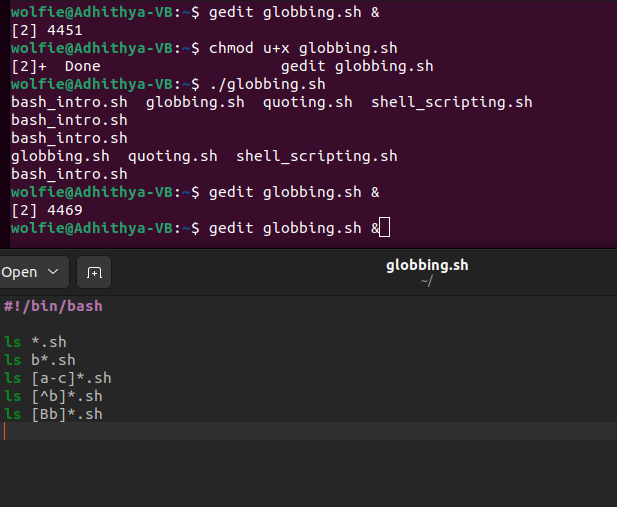 wolfie@Adhithya-VB:~$ gedit globbing.sh &
[2] 4451
wolfie@Adhithya-VB:~$ chmod u+x globbing.sh
[2]+  Done                    gedit globbing.sh
wolfie@Adhithya-VB:~$ ./globbing.sh
bash_intro.sh  globbing.sh  quoting.sh  shell_scripting.sh
bash_intro.sh
bash_intro.sh
globbing.sh  quoting.sh  shell_scripting.sh
bash_intro.sh
wolfie@Adhithya-VB:~$ gedit globbing.sh &
[2] 4469
wolfie@Adhithya-VB:~$ gedit globbing.sh &
Open
globbing.sh
~/
#!/bin/bash
ls *.sh
ls b*.sh
ls [a-c]*.sh
ls [^b]*.sh
ls [Bb]*.sh